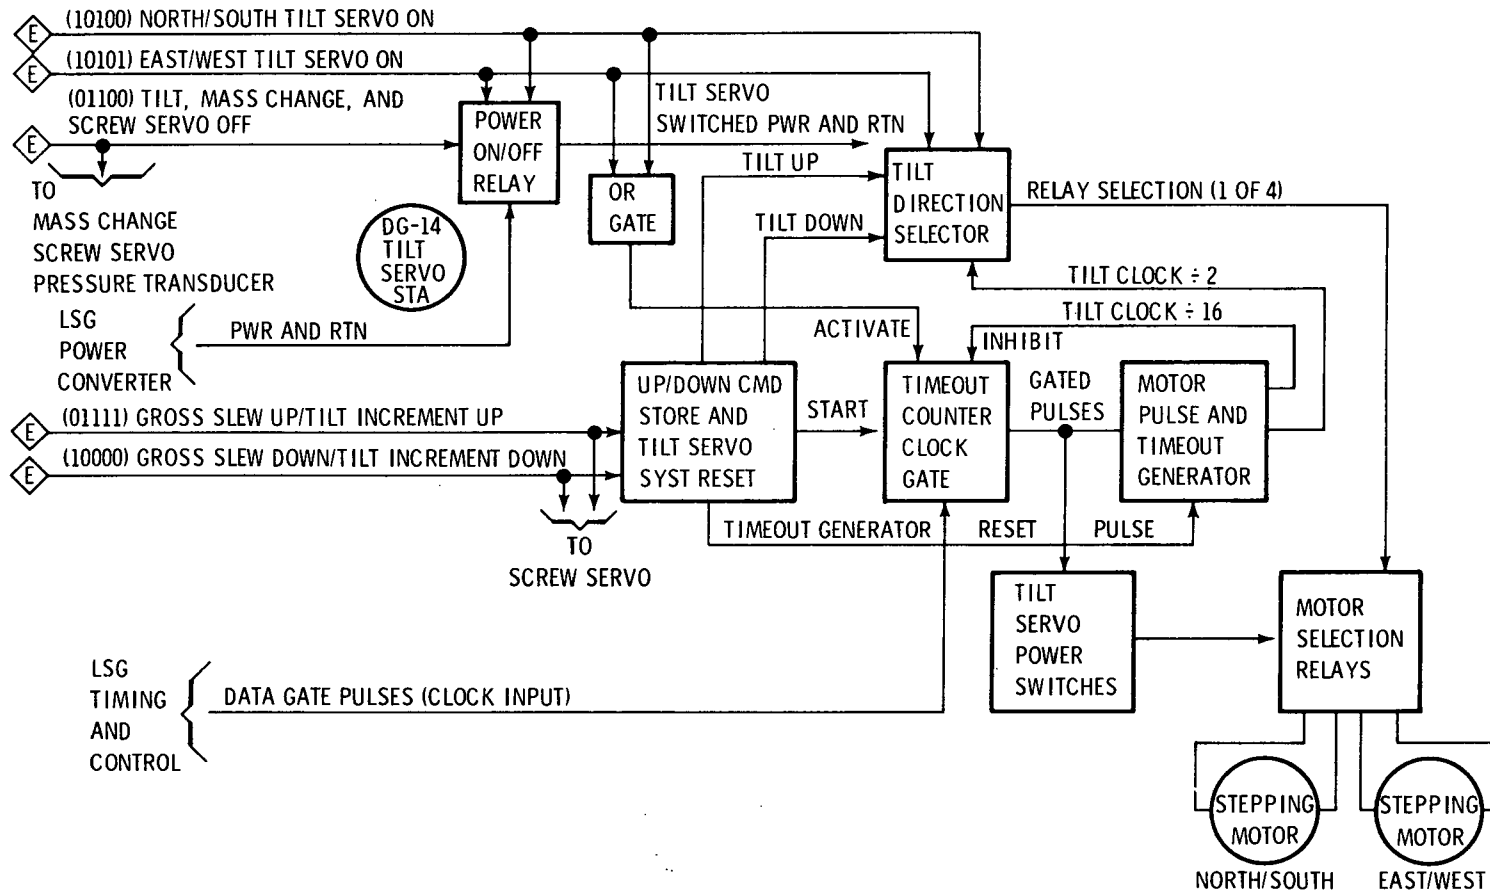 E
(10100) NORTH/SOUTH TILT SERVO ON
E
(10101) EAST/WEST TILT SERVO ON
(01100) TILT, MASS CHANGE, AND
SCREW SERVO OFF
E
TO
MASS CHANGE
SCREW SERVO
PRESSURE TRANSDUCER
POWER
ON/OFF
RELAY
TILT SERVO
SWITCHED PWR AND RTN
OR
GATE
DG-14
TILT
SERVO
STA
TILT UP
TILT DOWN
TILT
DIRECTION
SELECTOR
RELAY SELECTION (1 OF 4)
TILT CLOCK ÷ 2
TILT CLOCK ÷ 16
LSG
POWER
CONVERTER
PWR AND RTN
ACTIVATE
INHIBIT
E
(01111) GROSS SLEW UP/TILT INCREMENT UP
E
(10000) GROSS SLEW DOWN/TILT INCREMENT DOWN
TO
SCREW SERVO
UP/DOWN CMD
STORE AND
TILT SERVO
SYST RESET
START
TIMEOUT
COUNTER
CLOCK
GATE
GATED
PULSES
MOTOR
PULSE AND
TIMEOUT
GENERATOR
TIMEOUT GENERATOR RESET PULSE
LSG
TIMING
AND
CONTROL
DATA GATE PULSES (CLOCK INPUT)
TILT
SERVO
POWER
SWITCHES
MOTOR
SELECTION
RELAYS
STEPPING
MOTOR
NORTH/SOUTH
STEPPING
MOTOR
EAST/WEST